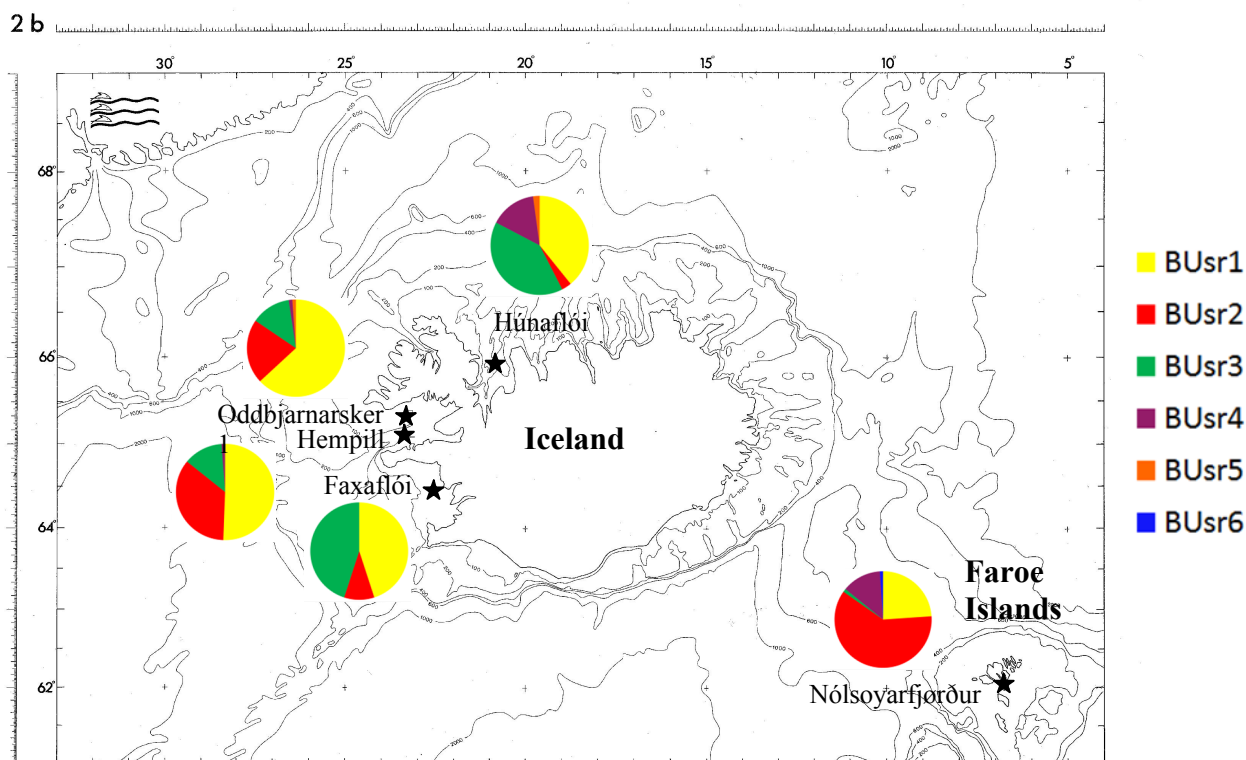 2 b
30° 25° 20° 15° 10° 5°
68°
66°
64°
62°
Húnaflói
Oddbjarnarsker
Hempill
1
Faxaflói
Iceland
Faroe
Islands
Nólsoyarfjørður
BUsr1
BUsr2
BUsr3
BUsr4
BUsr5
BUsr6